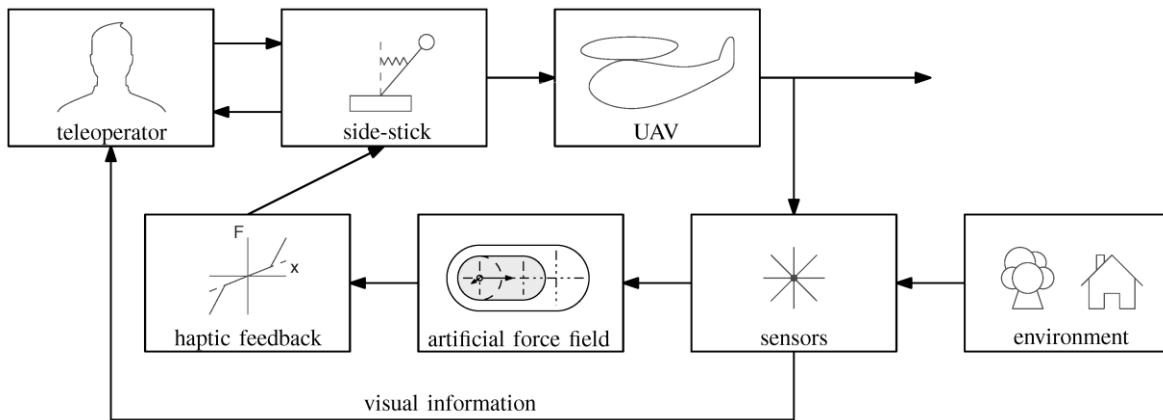 teleoperator
side-stick
UAV
F
x
haptic feedback
artificial force field
sensors
environment
visual information